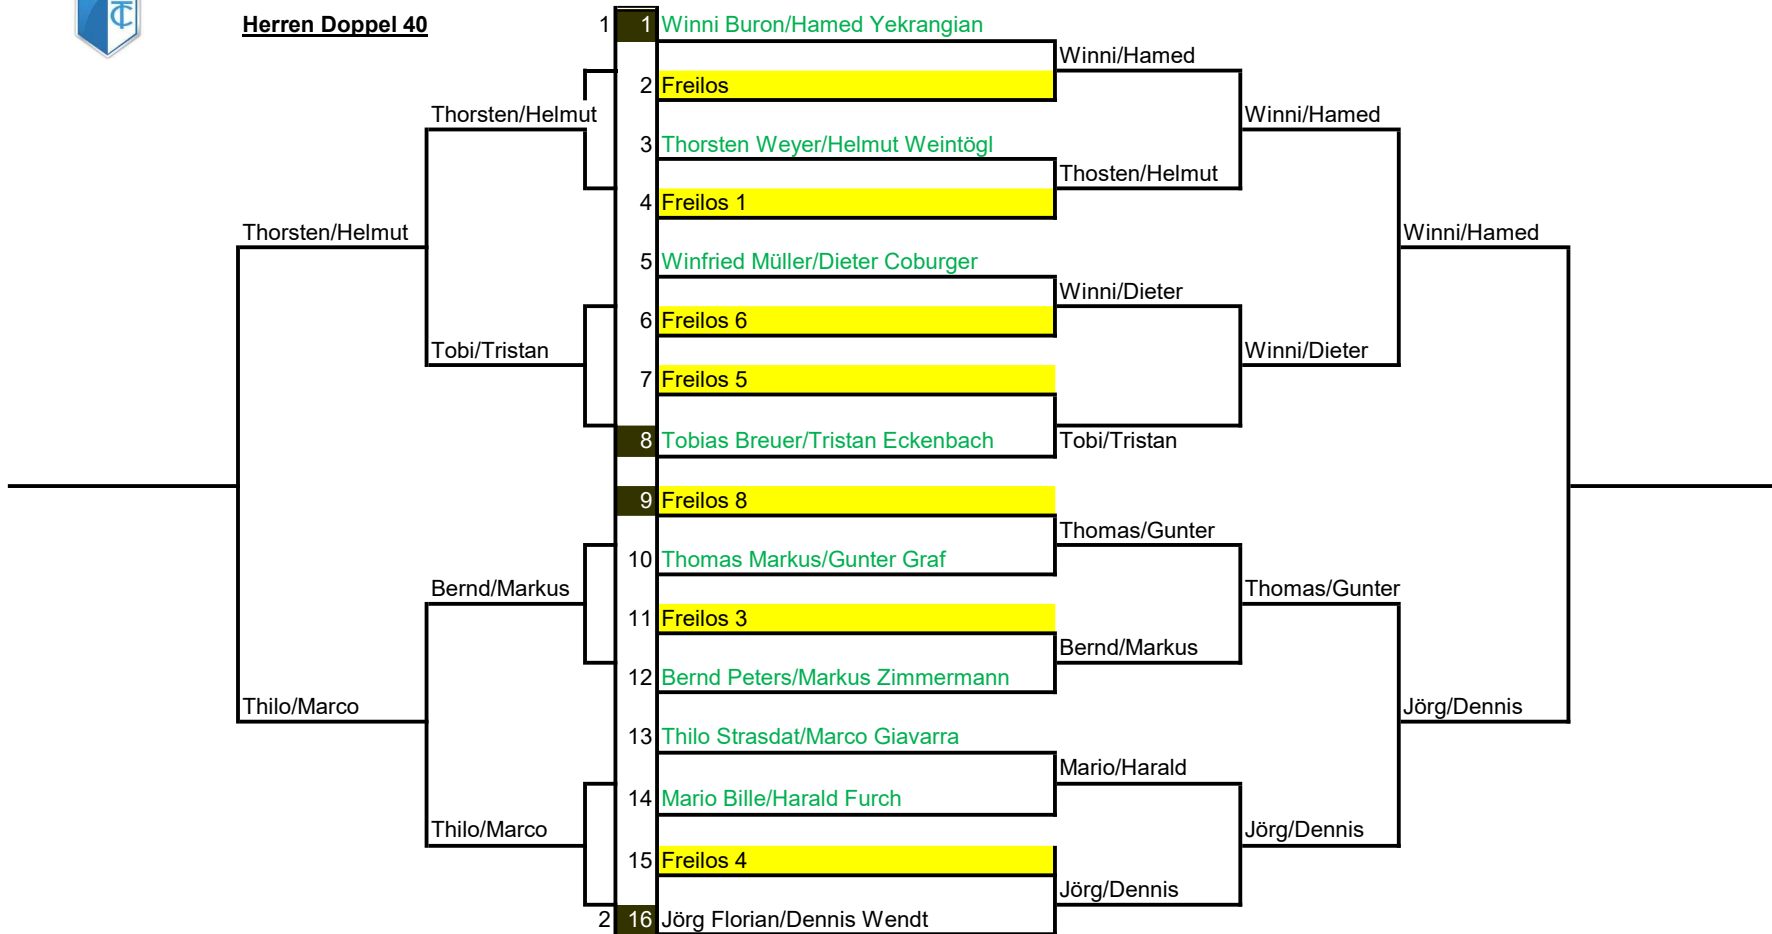 TC
Herren Doppel 40
1 1 Winni Buron/Hamed Yekrangian
Winni/Hamed
2 Freilos
Thorsten/Helmut
Winni/Hamed
3 Thorsten Weyer/Helmut Weintögl
Thosten/Helmut
4 Freilos 1
Thorsten/Helmut
Winni/Hamed
5 Winfried Müller/Dieter Coburger
Winni/Dieter
6 Freilos 6
Tobi/Tristan
Winni/Dieter
7 Freilos 5
8 Tobias Breuer/Tristan Eckenbach
Tobi/Tristan
9 Freilos 8
Thomas/Gunter
10 Thomas Markus/Gunter Graf
Bernd/Markus
Thomas/Gunter
11 Freilos 3
Bernd/Markus
12 Bernd Peters/Markus Zimmermann
Thilo/Marco
Jörg/Dennis
13 Thilo Strasdat/Marco Giavarra
Mario/Harald
14 Mario Bille/Harald Furch
Thilo/Marco
Jörg/Dennis
15 Freilos 4
Jörg/Dennis
2 16 Jörg Florian/Dennis Wendt